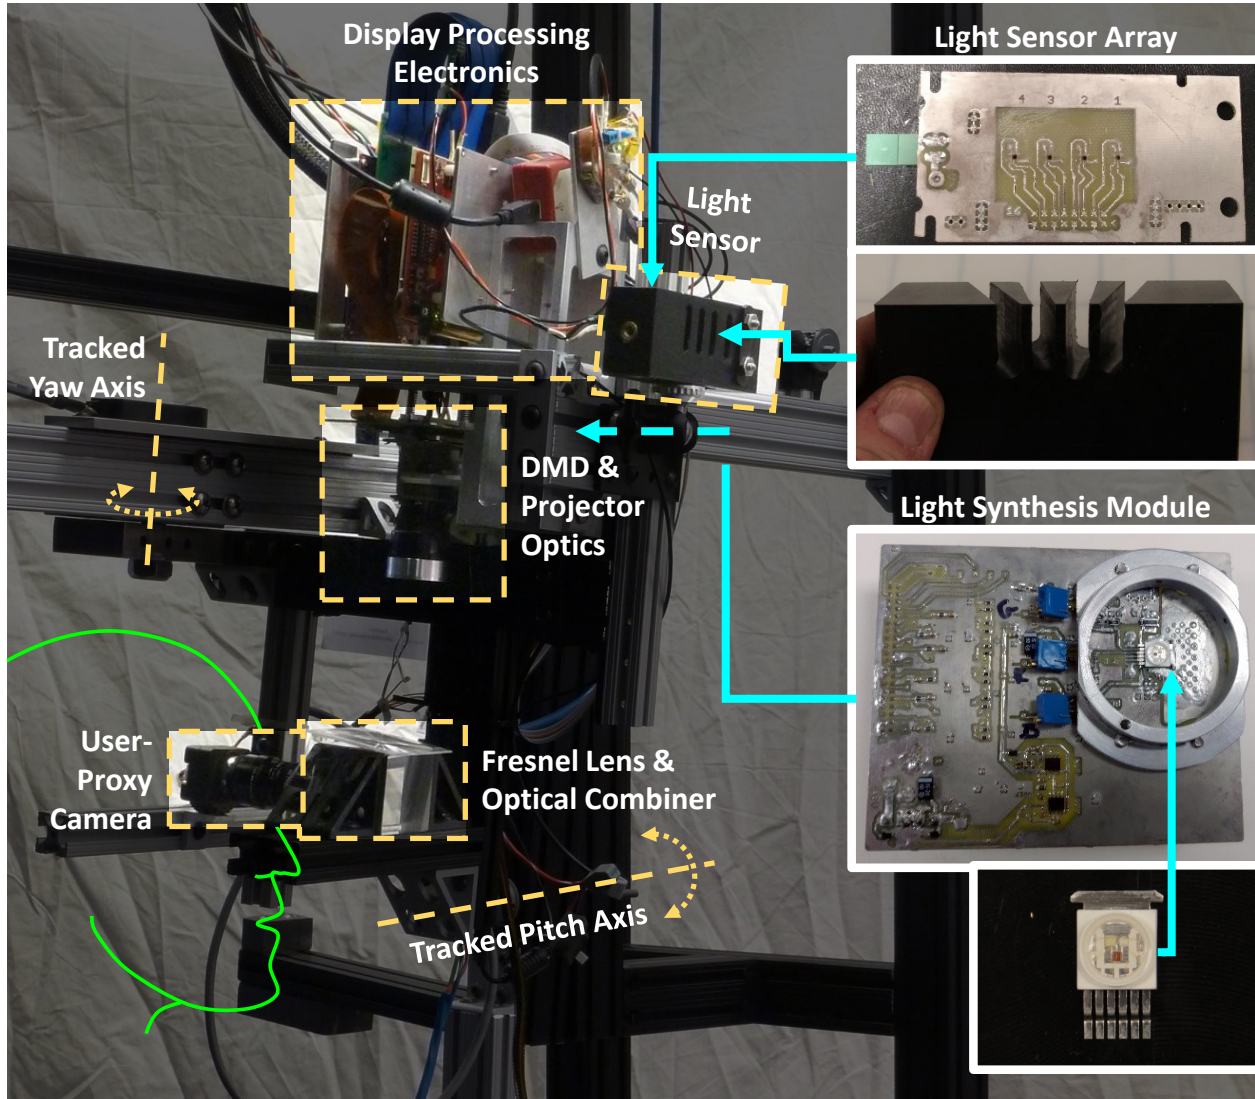 Display Processing
Electronics
Light Sensor Array
4 3 2 1
Light
Sensor
Tracked
Yaw Axis
DMD &
Projector
Optics
Light Synthesis Module
G
User-
Proxy
Camera
Fresnel Lens &
Optical Combiner
Tracked Pitch Axis